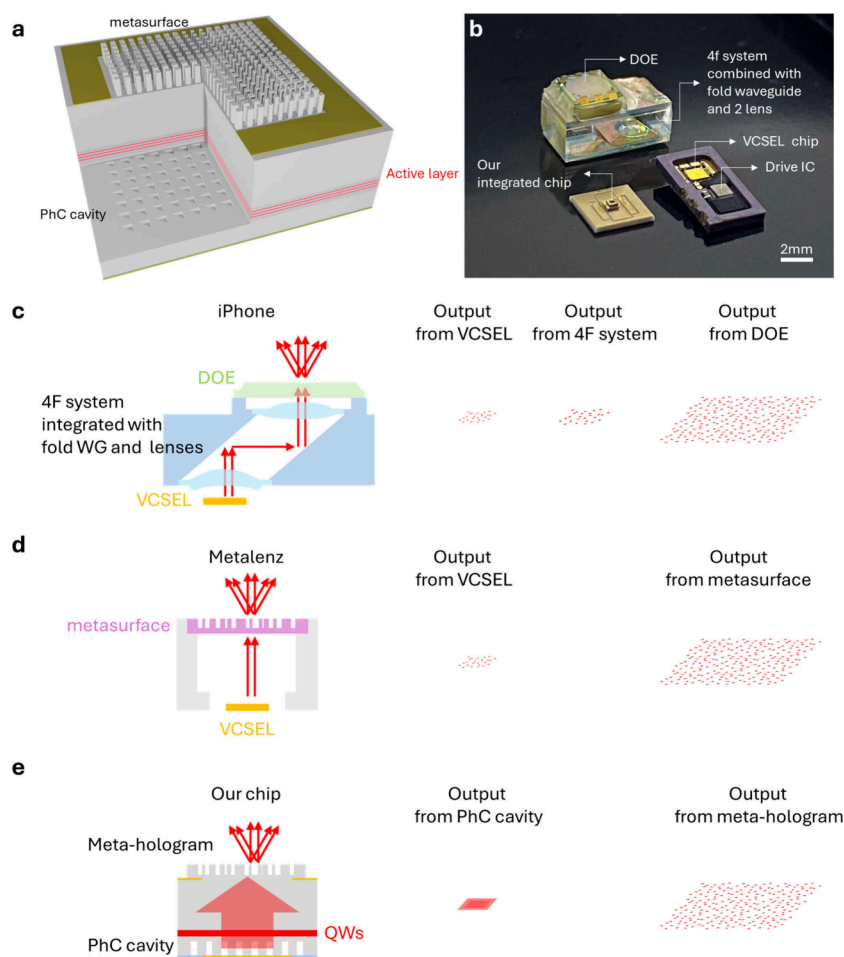 a
metasurface
Active layer
PhC cavity
b
DOE
4f system
combined with
fold waveguide
and 2 lens
VCSEL chip
Drive IC
Our
integrated chip
2mm
c
iPhone
Output
from VCSEL
Output
from 4F system
Output
from DOE
DOE
4F system
integrated with
fold WG and lenses
VCSEL
d
Metalenz
Output
from VCSEL
Output
from metasurface
metasurface
VCSEL
e
Our chip
Output
from PhC cavity
Output
from meta-hologram
Meta-hologram
QWs
PhC cavity